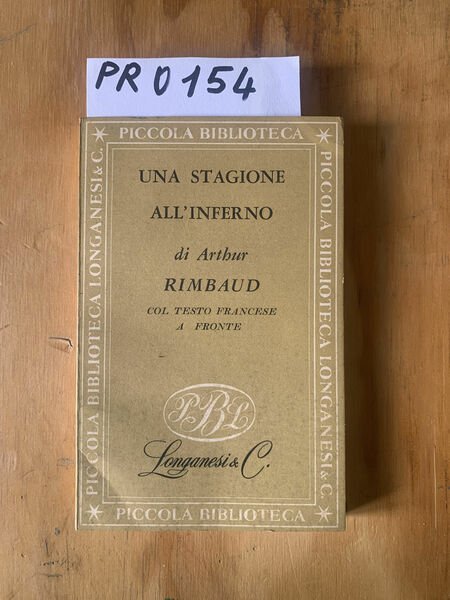 PR 0154
✶ PICCOLA BIBLIOTECA ✶
PICCOLA BIBLIOTECA LONGANESI & C.
UNA STAGIONE
ALL'INFERNO
di Arthur
RIMBAUD
COL TESTO FRANCESE
A FRONTE
PBL
Longanesi & C.
PICCOLA BIBLIOTECA LONGANESI & C.
✶ PICCOLA BIBLIOTECA ✶